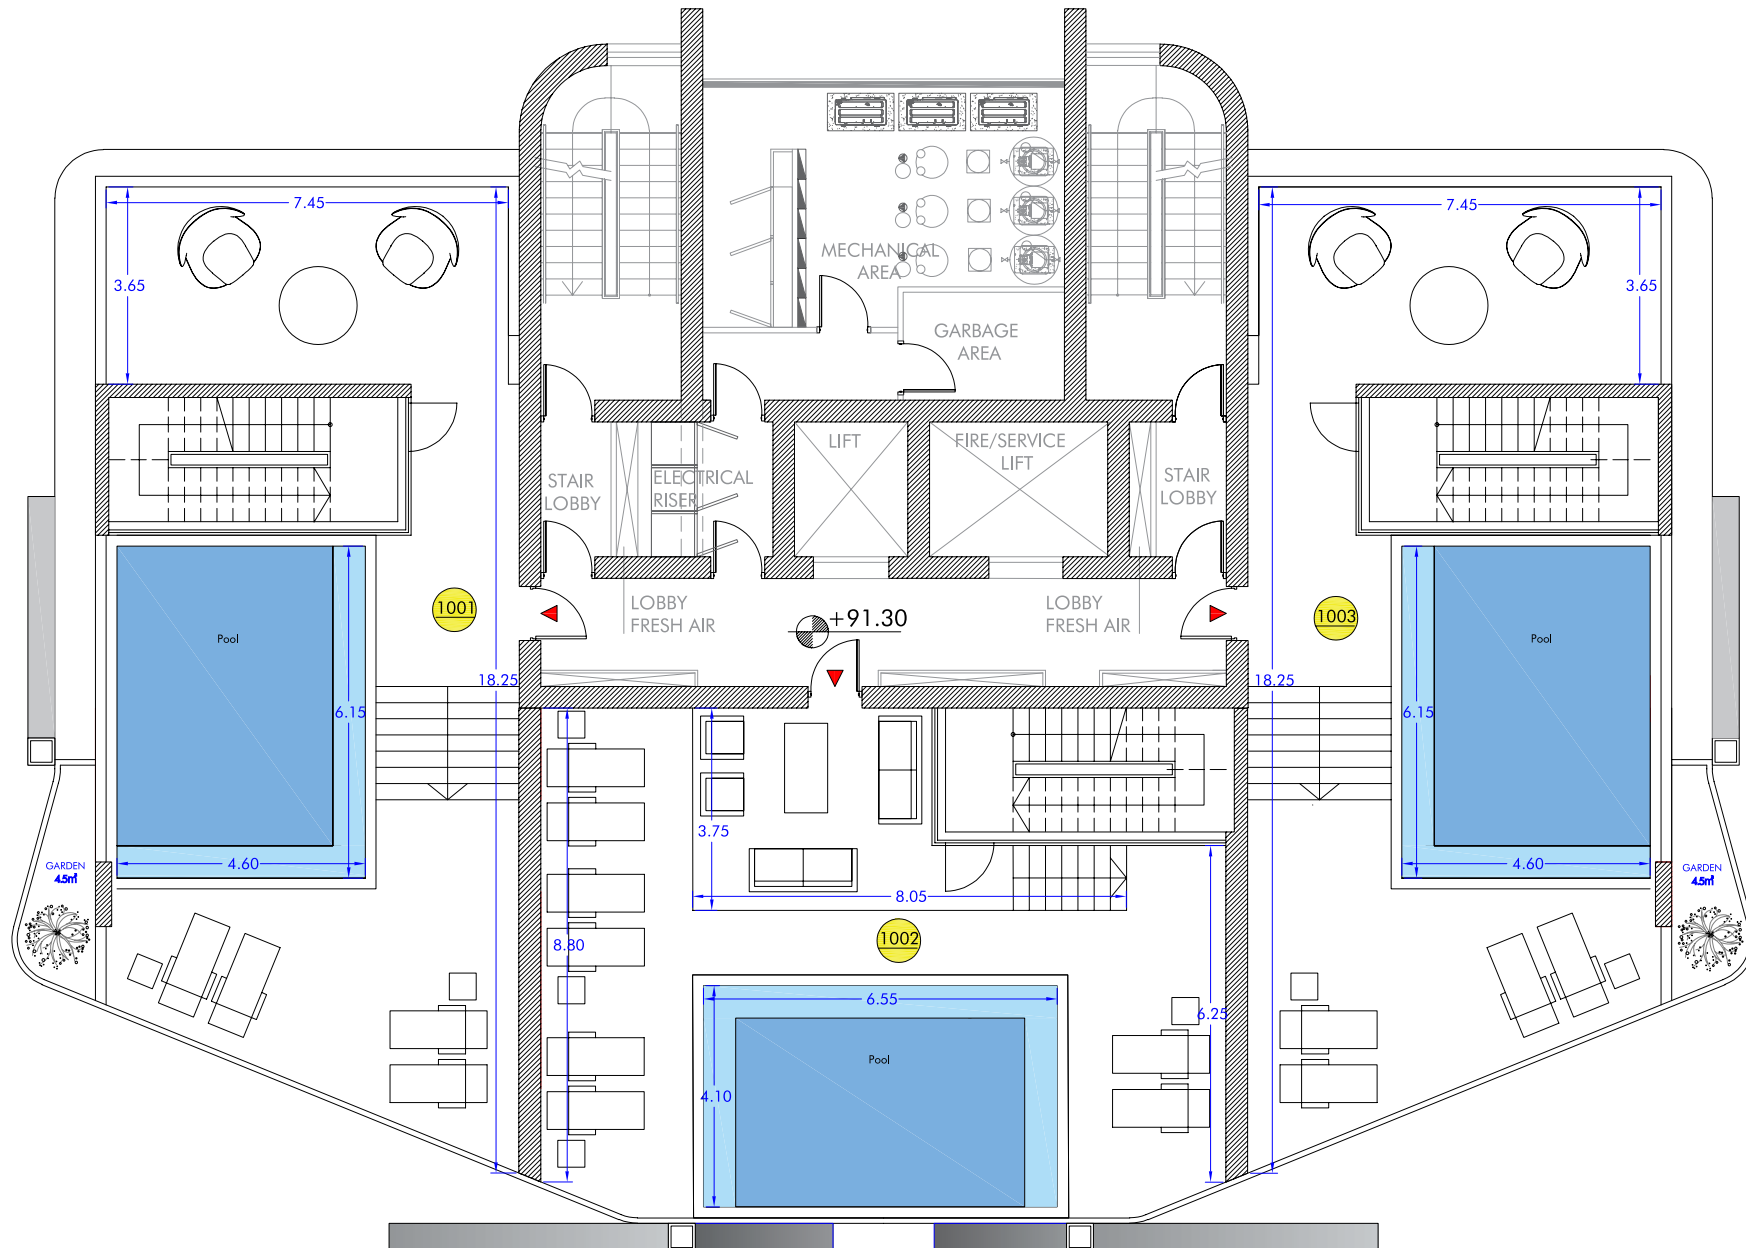 7.45
7.45
3.65
3.65
MECHANICAL
AREA
GARBAGE
AREA
LIFT
FIRE/SERVICE
LIFT
STAIR
LOBBY
ELECTRICAL
RISER
STAIR
LOBBY
1001
LOBBY
FRESH AIR
+91.30
LOBBY
FRESH AIR
1003
Pool
Pool
18.25
18.25
6.15
6.15
3.75
4.60
4.60
GARDEN
4.5m²
GARDEN
4.5m²
8.05
1002
8.80
6.55
6.25
Pool
4.10